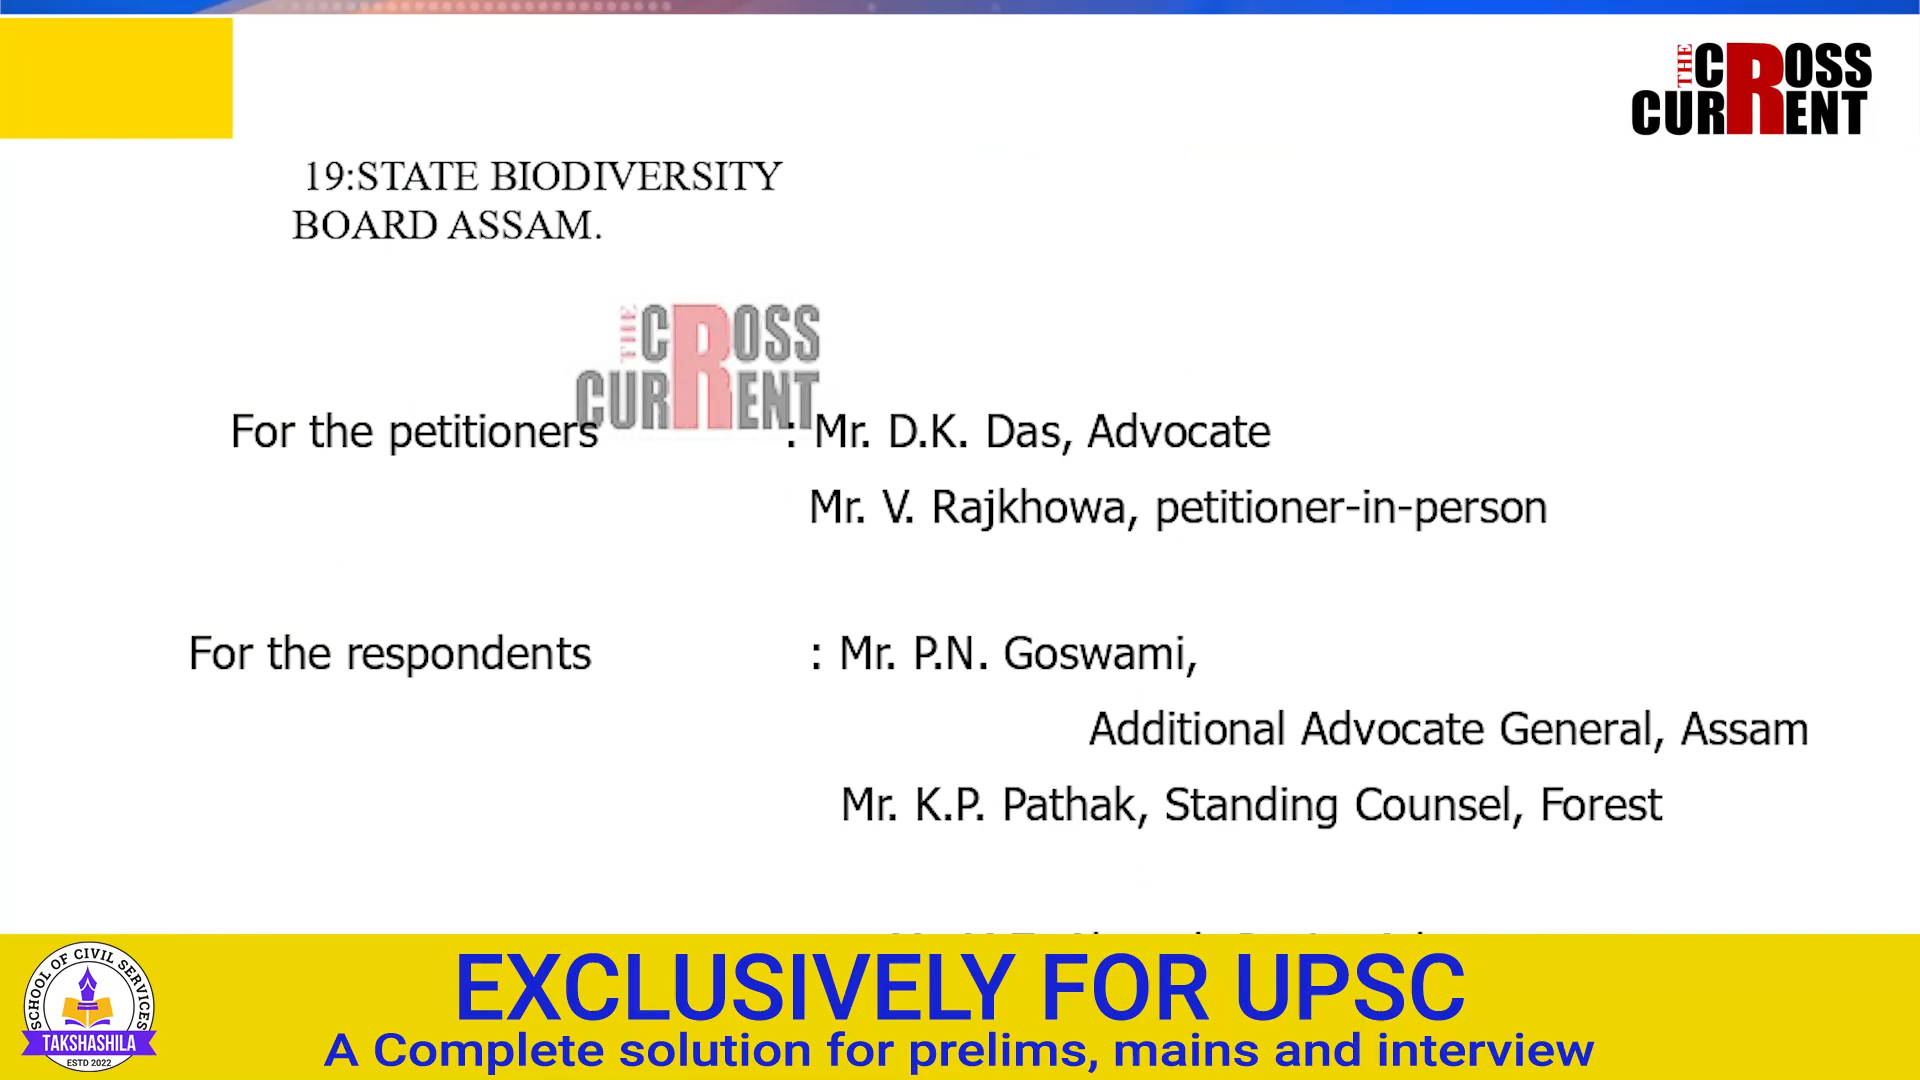 THE CROSS
CURRENT
19:STATE BIODIVERSITY
BOARD ASSAM.
THE CROSS
CURRENT
For the petitioners : Mr. D.K. Das, Advocate
Mr. V. Rajkhowa, petitioner-in-person
For the respondents : Mr. P.N. Goswami,
Additional Advocate General, Assam
Mr. K.P. Pathak, Standing Counsel, Forest
EXCLUSIVELY FOR UPSC
A Complete solution for prelims, mains and interview
SCHOOL OF CIVIL SERVICES
TAKSHASHILA
ESTD 2022